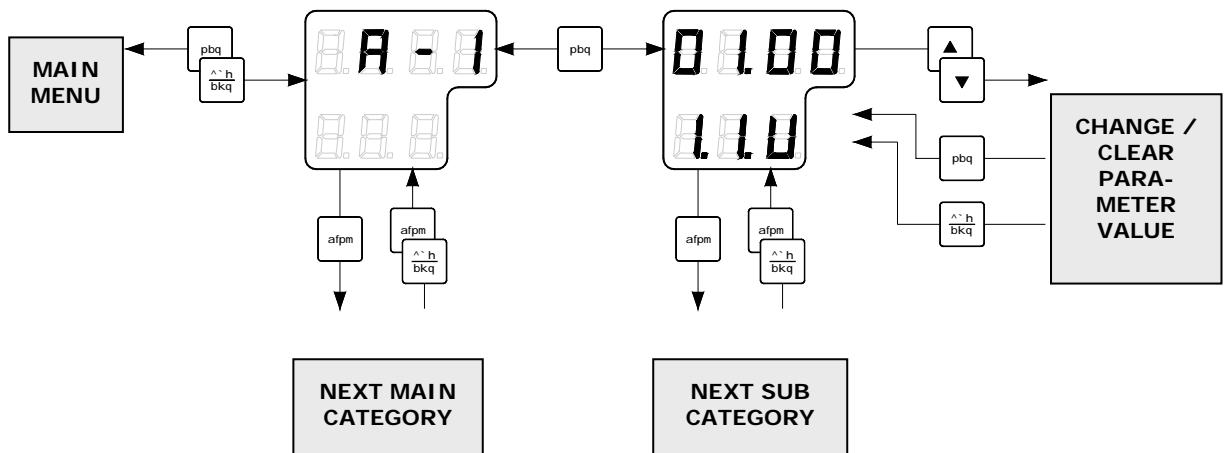 MAIN
MENU
pbq
^`h
bkq
A-1
pbq
01.00
1.1.U
▲
▼
pbq
^`h
bkq
CHANGE /
CLEAR
PARA-
METER
VALUE
afpm
afpm
^`h
bkq
afpm
afpm
^`h
bkq
NEXT MAIN
CATEGORY
NEXT SUB
CATEGORY